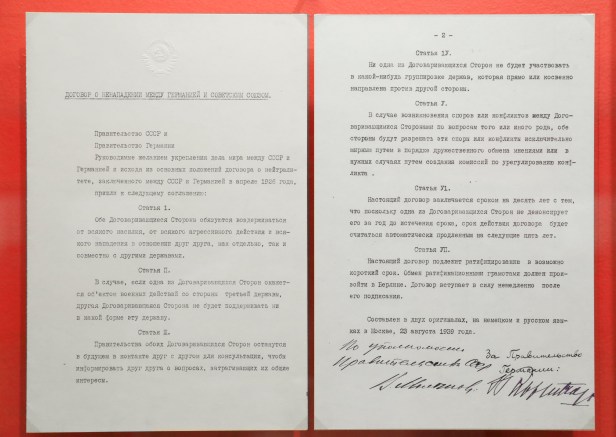 ДОГОВОР О НЕНАПАДЕНИИ МЕЖДУ ГЕРМАНИЕЙ И СОВЕТСКИМ СОЮЗОМ.
Правительство СССР и
Правительство Германии
Руководимые желанием укрепления дела мира между СССР и
Германией и исходя из основных положений договора о нейтрали-
тете, заключенного между СССР и Германией в апреле 1926 года,
пришли к следующему соглашению:
Статья 1.
Обе Договаривающиеся Стороны обязуются воздерживаться
от всякого насилия, от всякого агрессивного действия и вся-
кого нападения в отношении друг друга, как отдельно, так и
совместно с другими державами.
Статья П.
В случае, если одна из Договаривающихся Сторон окажет-
ся об'ектом военных действий со стороны третьей державы,
другая Договаривающаяся Сторона не будет поддерживать ни
в какой форме эту державу.
Статья
Правительства обеих Договаривающихся Сторон останутся
в будущем в контакте друг с другом для консультации, чтобы
информировать друг друга о вопросах, затрагивающих их общие
интересы.
- 2 -
Статья 1У.
Ни одна из Договаривающихся Сторон не будет участвовать
в какой-нибудь группировке держав, которая прямо или косвенно
направлена против другой стороны.
Статья У.
В случае возникновения споров или конфликтов между Дого-
варивающимися Сторонами по вопросам того или иного рода, обе
стороны будут разрешать эти споры или конфликты исключительно
мирным путем в порядке дружественного обмена мнениями или в
нужных случаях путем создания комиссий по урегулированию конф-
ликта .
Статья У1.
Настоящий договор заключается сроком на десять лет с тем,
что поскольку одна из Договаривающихся Сторон не денонсирует
его за год до истечения срока, срок действия договора будет
считаться автоматически продленным на следующие пять лет.
Статья УП.
Настоящий договор подлежит ратифицированию в возможно
короткий срок. Обмен ратификационными грамотами должен прои-
зойти в Берлине. Договор вступает в силу немедленно после
его подписания.
Составлен в двух оригиналах, на немецком и русском язы-
ках в Москве, 23 августа 1939 года.
По уполномочию
Правительства СССР
За Правительство
Германии:
В. Молотов